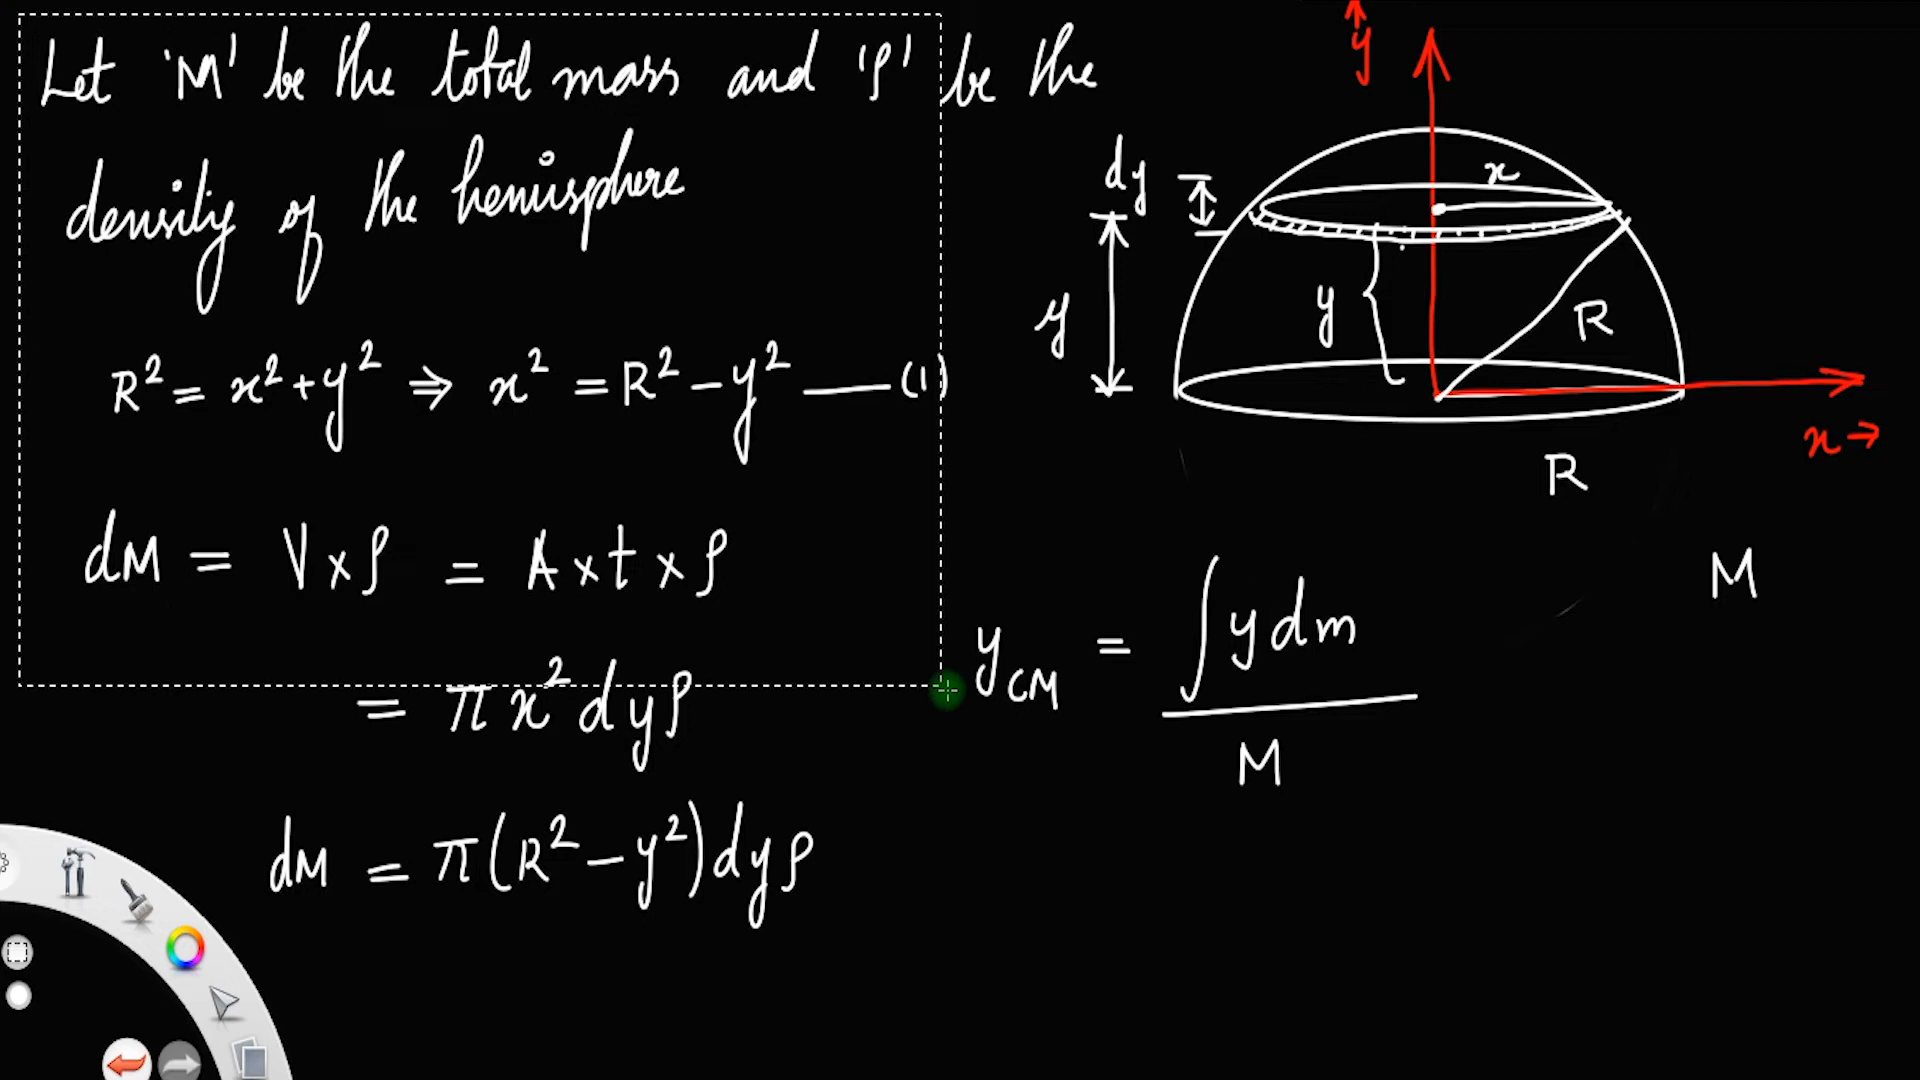 Let 'M' be the total mass and 'ρ' be the
density of the hemisphere
R² = x² + y² ⇒ x² = R² − y² —— (1)
dM = V × ρ = A × t × ρ
= π x² dy ρ
dM = π (R² − y²) dy ρ
y
dy
x
y
y
R
x →
R
M
y_CM = ∫ y dm
M